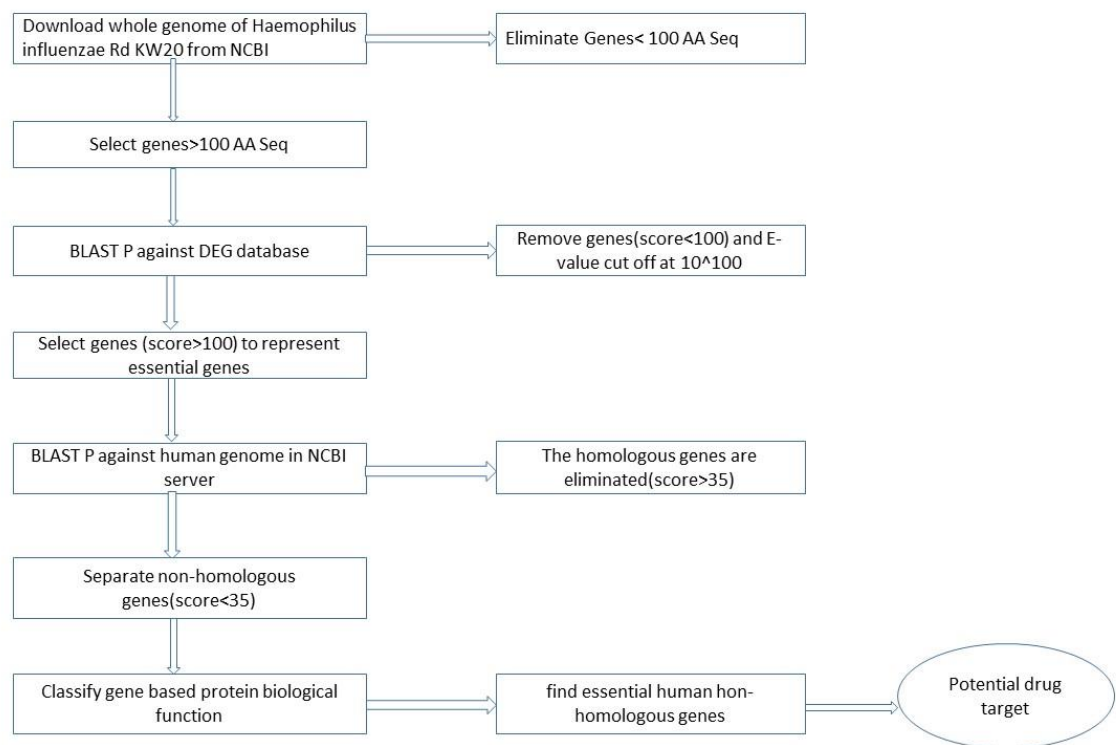 Download whole genome of Haemophilus
influenzae Rd KW20 from NCBI
Eliminate Genes< 100 AA Seq
Select genes>100 AA Seq
BLAST P against DEG database
Remove genes(score<100) and E-
value cut off at 10^100
Select genes (score>100) to represent
essential genes
BLAST P against human genome in NCBI
server
The homologous genes are
eliminated(score>35)
Separate non-homologous
genes(score<35)
Classify gene based protein biological
function
find essential human hon-
homologous genes
Potential drug
target